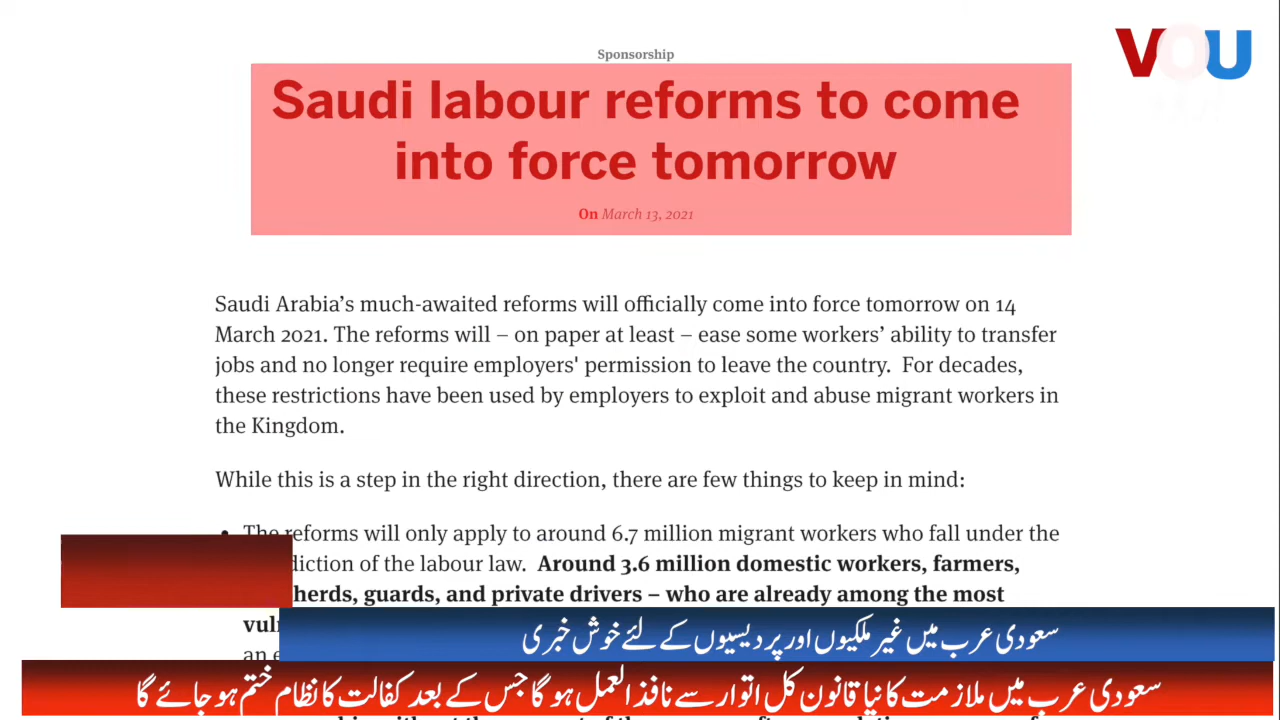 VOU
Sponsorship
Saudi labour reforms to come
into force tomorrow
On March 13, 2021
Saudi Arabia’s much-awaited reforms will officially come into force tomorrow on 14
March 2021. The reforms will – on paper at least – ease some workers’ ability to transfer
jobs and no longer require employers' permission to leave the country. For decades,
these restrictions have been used by employers to exploit and abuse migrant workers in
the Kingdom.
While this is a step in the right direction, there are few things to keep in mind:
• The reforms will only apply to around 6.7 million migrant workers who fall under the
of the labour law. Around 3.6 million domestic workers, farmers,
guards, and private drivers – who are already among the most
سعودی عرب میں غیر ملکیوں اور پردیسیوں کے لئے خوش خبری
سعودی عرب میں ملازمت کا نیا قانون کل اتوار سے نافذ العمل ہو گا جس کے بعد کفالت کا نظام ختم ہو جائے گا